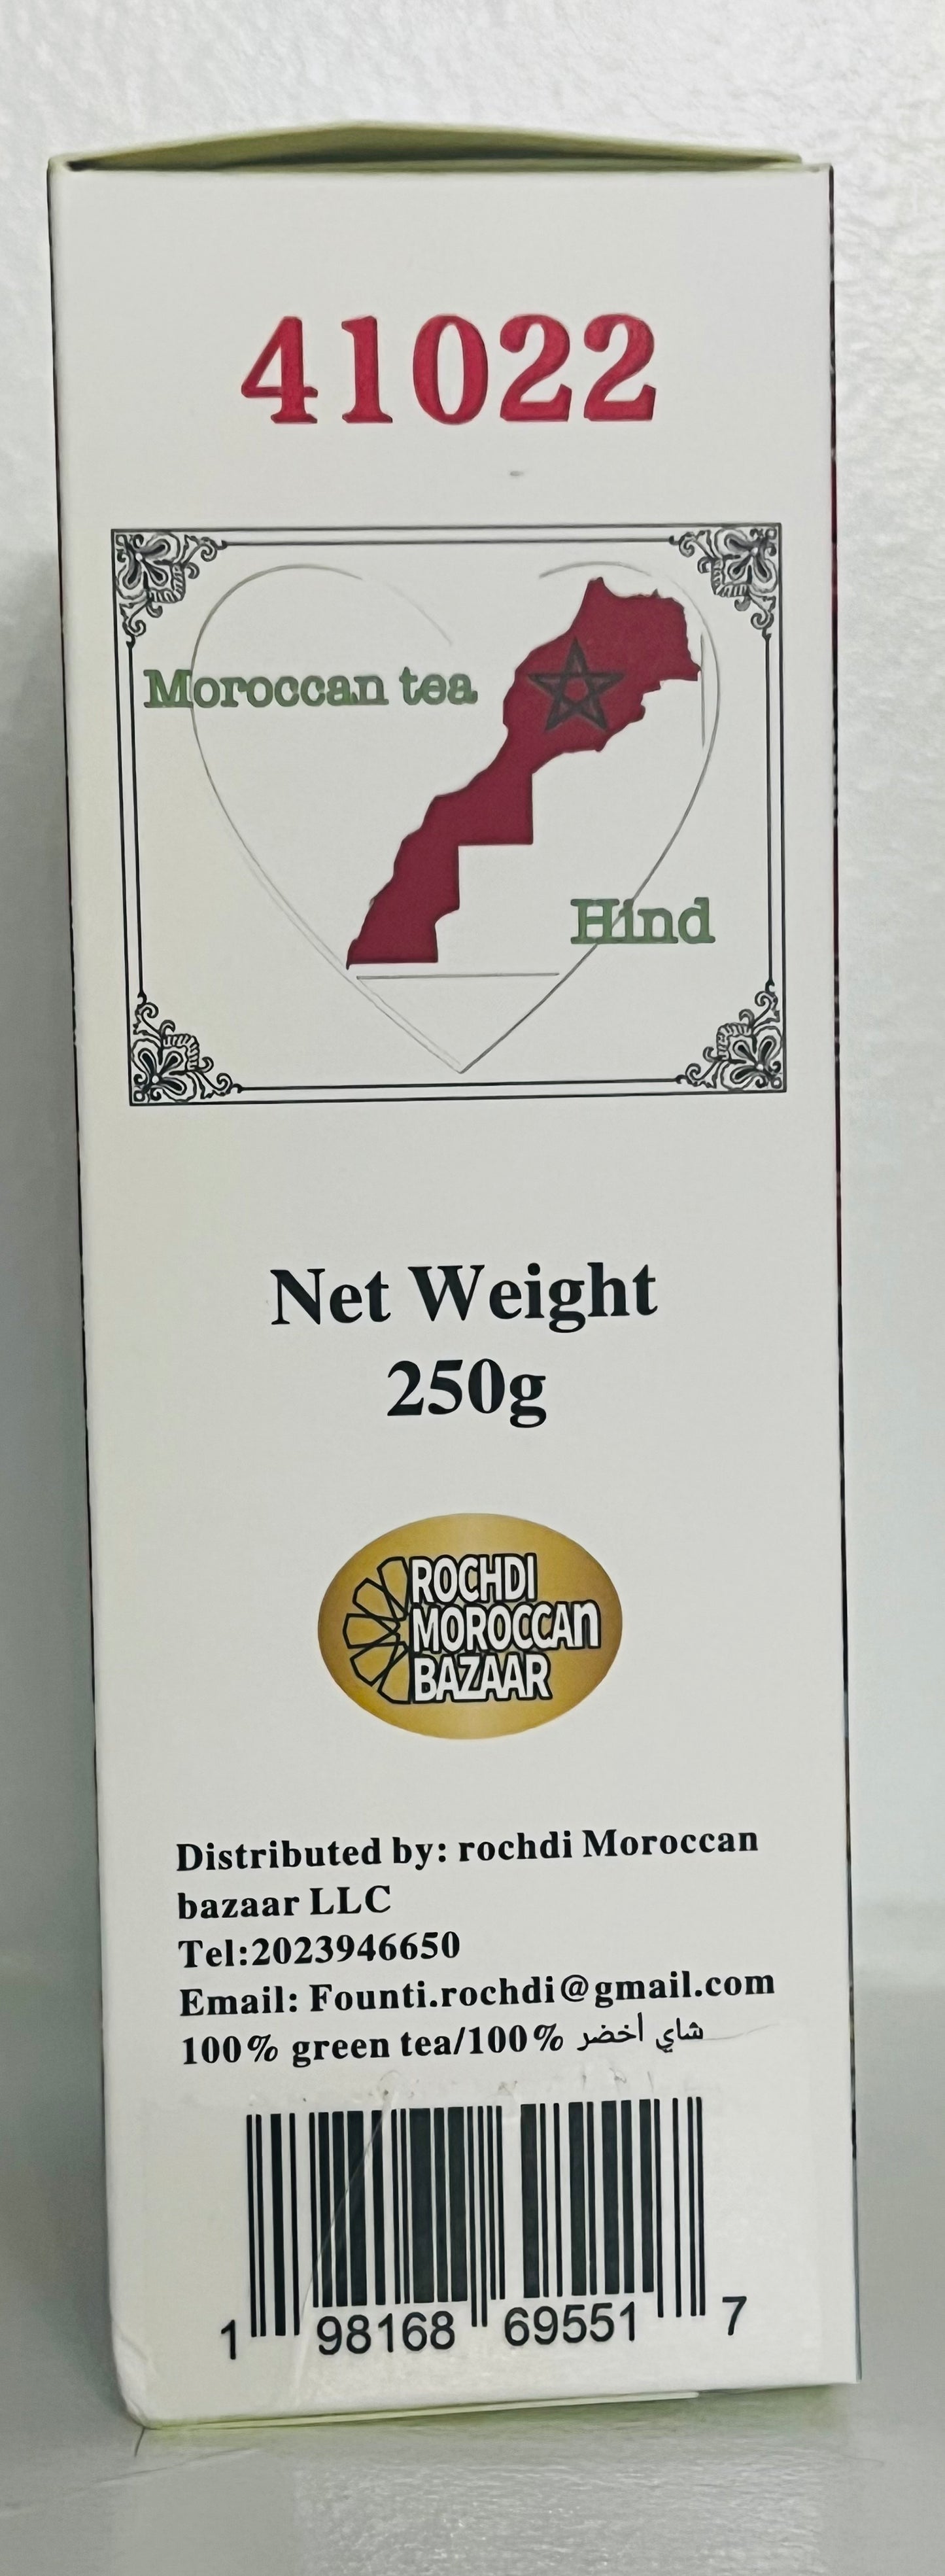 41022
Moroccan tea
Hind
Net Weight
250g
ROCHDI
MOROCCAn
BAZAAR
Distributed by: rochdi Moroccan
bazaar LLC
Tel:2023946650
Email: Founti.rochdi@gmail.com
100% green tea/100% شاي أخضر
1 98168 69551 7